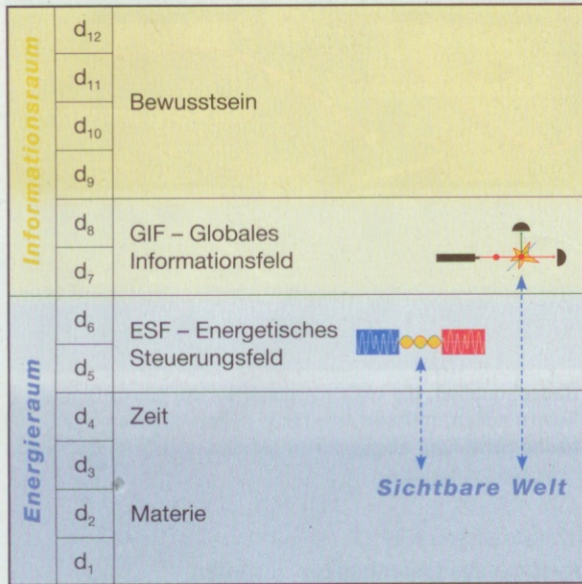 Informationsraum
d₁₂
d₁₁
d₁₀
d₉
Bewusstsein
d₈
d₇
GIF – Globales
Informationsfeld
Energieraum
d₆
d₅
ESF – Energetisches
Steuerungsfeld
d₄
Zeit
d₃
d₂
d₁
Materie
Sichtbare Welt